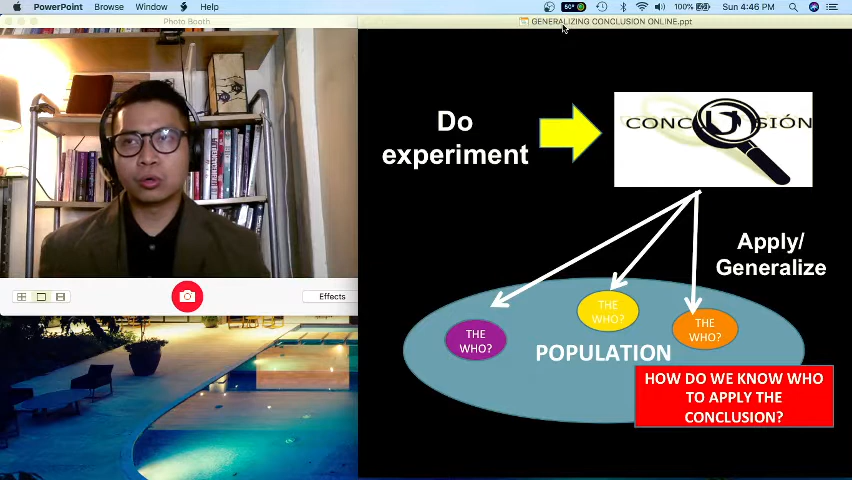 PowerPoint Browse Window Help
50°
100%
Sun 4:46 PM
Photo Booth
GENERALIZING CONCLUSION ONLINE.ppt
Do
experiment
CONCLUSIÓN
Apply/
Generalize
Effects
THE
WHO?
THE
WHO?
THE
WHO?
POPULATION
HOW DO WE KNOW WHO
TO APPLY THE
CONCLUSION?